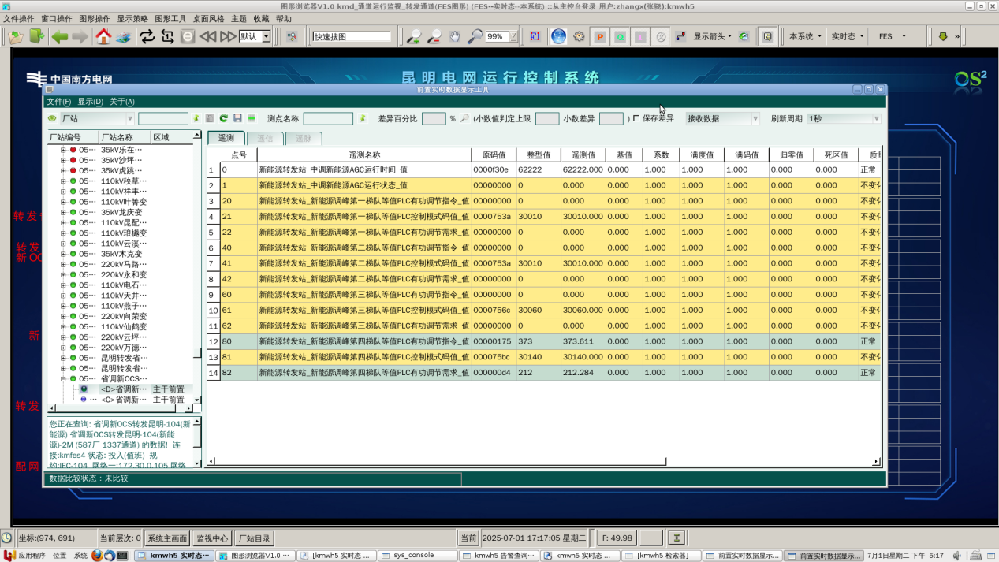 图形浏览器V1.0 kmd_通道运行监视_转发通道(FES图形) (FES--实时态--本系统) ::从主控台登录 用户:zhangx(张骁):kmwh5
文件操作 窗口操作 图形操作 显示策略 图形工具 桌面风格 主题 收藏 帮助
默认 快速搜图 99% P Q I 显示箭头 本系统 实时态 FES »
中国南方电网
昆明电网运行控制系统
OS²
前置实时数据显示工具
文件(F) 显示(D) 关于(A)
厂站 测点名称 差异百分比 % (小数值判定上限 小数差异 ) 保存差异 接收数据 刷新周期 1秒
厂站编号 厂站名称 区域
05··· 35kV乐在···
05··· 35kV沙坪···
05··· 35kV虎跳···
05··· 110kV秧草···
05··· 110kV祥丰···
05··· 110kV叶箐变
05··· 35kV龙庆变
05··· 110kV昆配···
05··· 110kV琅樾变
05··· 110kV云溪···
05··· 35kV木克变
05··· 220kV马路···
05··· 220kV永和变
05··· 110kV电石···
05··· 110kV天井···
05··· 110kV燕子···
05··· 220kV向荣变
05··· 110kV仙鹤变
05··· 220kV云坪···
05··· 220kV万德···
05··· 昆明转发省···
05··· 昆明转发省···
05··· 省调新OCS···
<D>省调新··· 主干前置
··· <C>省调新··· 主干前置
您正在查询: 省调新OCS转发昆明-104(新
能源) 省调新OCS转发昆明-104(新能
源)-2M (587厂 1337通道) 的数据! 连
接:kmfes4 状态: 投入(值班) 规
约:IEC-104 网络一:172.30.0.105 网络
遥测 遥信 遥脉
点号 遥测名称 原码值 整型值 遥测值 基值 系数 满度值 满码值 归零值 死区值 质
1 0 新能源转发站_中调新能源AGC运行时间_值 0000f30e 62222 62222.000 0.000 1.000 1.000 1.000 0.000 0.000 正常
2 1 新能源转发站_中调新能源AGC运行状态_值 00000000 0 0.000 0.000 1.000 1.000 1.000 0.000 0.000 不变
3 20 新能源转发站_新能源调峰第一梯队等值PLC有功调节指令_值 00000000 0 0.000 0.000 1.000 1.000 1.000 0.000 0.000 不变
4 21 新能源转发站_新能源调峰第一梯队等值PLC控制模式码值_值 0000753a 30010 30010.000 0.000 1.000 1.000 1.000 0.000 0.000 不变
5 22 新能源转发站_新能源调峰第一梯队等值PLC有功调节需求_值 00000000 0 0.000 0.000 1.000 1.000 1.000 0.000 0.000 不变
6 40 新能源转发站_新能源调峰第二梯队等值PLC有功调节指令_值 00000000 0 0.000 0.000 1.000 1.000 1.000 0.000 0.000 不变
7 41 新能源转发站_新能源调峰第二梯队等值PLC控制模式码值_值 0000753a 30010 30010.000 0.000 1.000 1.000 1.000 0.000 0.000 不变
8 42 新能源转发站_新能源调峰第二梯队等值PLC有功调节需求_值 00000000 0 0.000 0.000 1.000 1.000 1.000 0.000 0.000 不变
9 60 新能源转发站_新能源调峰第三梯队等值PLC有功调节指令_值 00000000 0 0.000 0.000 1.000 1.000 1.000 0.000 0.000 不变
10 61 新能源转发站_新能源调峰第三梯队等值PLC控制模式码值_值 0000756c 30060 30060.000 0.000 1.000 1.000 1.000 0.000 0.000 不变
11 62 新能源转发站_新能源调峰第三梯队等值PLC有功调节需求_值 00000000 0 0.000 0.000 1.000 1.000 1.000 0.000 0.000 不变
12 80 新能源转发站_新能源调峰第四梯队等值PLC有功调节指令_值 00000175 373 373.611 0.000 1.000 1.000 1.000 0.000 0.000 正常
13 81 新能源转发站_新能源调峰第四梯队等值PLC控制模式码值_值 000075bc 30140 30140.000 0.000 1.000 1.000 1.000 0.000 0.000 不变
14 82 新能源转发站_新能源调峰第四梯队等值PLC有功调节需求_值 000000d4 212 212.284 0.000 1.000 1.000 1.000 0.000 0.000 正常
数据比较状态：未比较
转发
转发
新OC
新
转发
配网
坐标:(974, 691) 当前层次: 0 系统主画面 监视中心 厂站目录 当前 2025-07-01 17:17:05 星期二 F: 49.98
应用程序 位置 系统 kmwh5 实时态··· 图形浏览器V1.0 ··· [kmwh5 实时态 ... sys_console kmwh5 告警查询··· kmwh5 实时态 ... [kmwh5 检索器] 前置实时数据显示... 前置实时数据显示... 7月1日星期二 下午 5:17